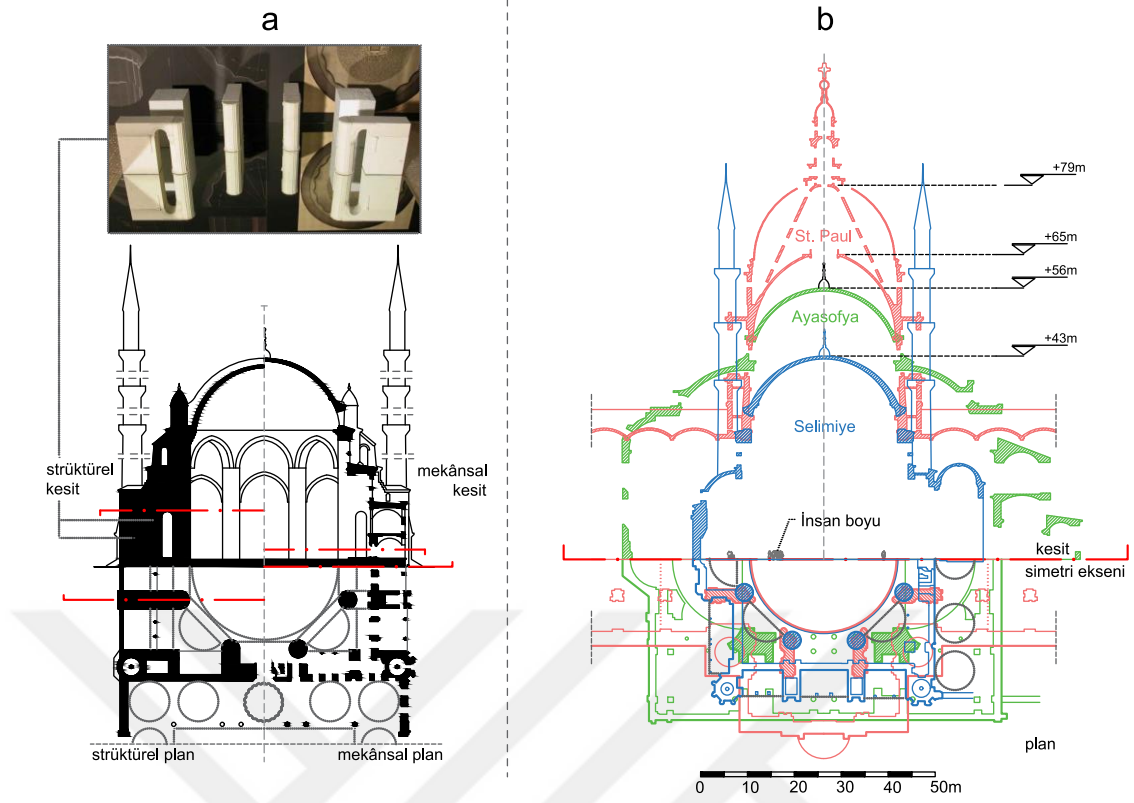 a
strüktürel
kesit
mekânsal
kesit
strüktürel plan
mekânsal plan
b
+79m
St. Paul
+65m
+56m
Ayasofya
+43m
Selimiye
İnsan boyu
kesit
simetri ekseni
plan
0 10 20 30 40 50m